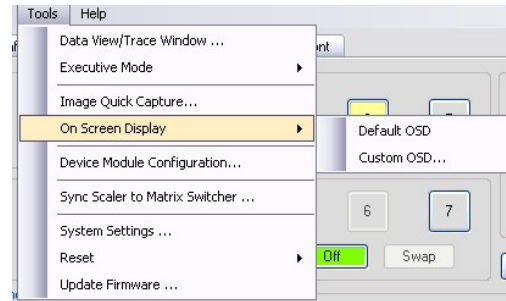 Tools Help
Data View/Trace Window ...
Executive Mode
Image Quick Capture...
On Screen Display
Default OSD
Custom OSD...
Device Module Configuration...
Sync Scaler to Matrix Switcher ...
6 7
System Settings ...
Reset
Off Swap
Update Firmware ...